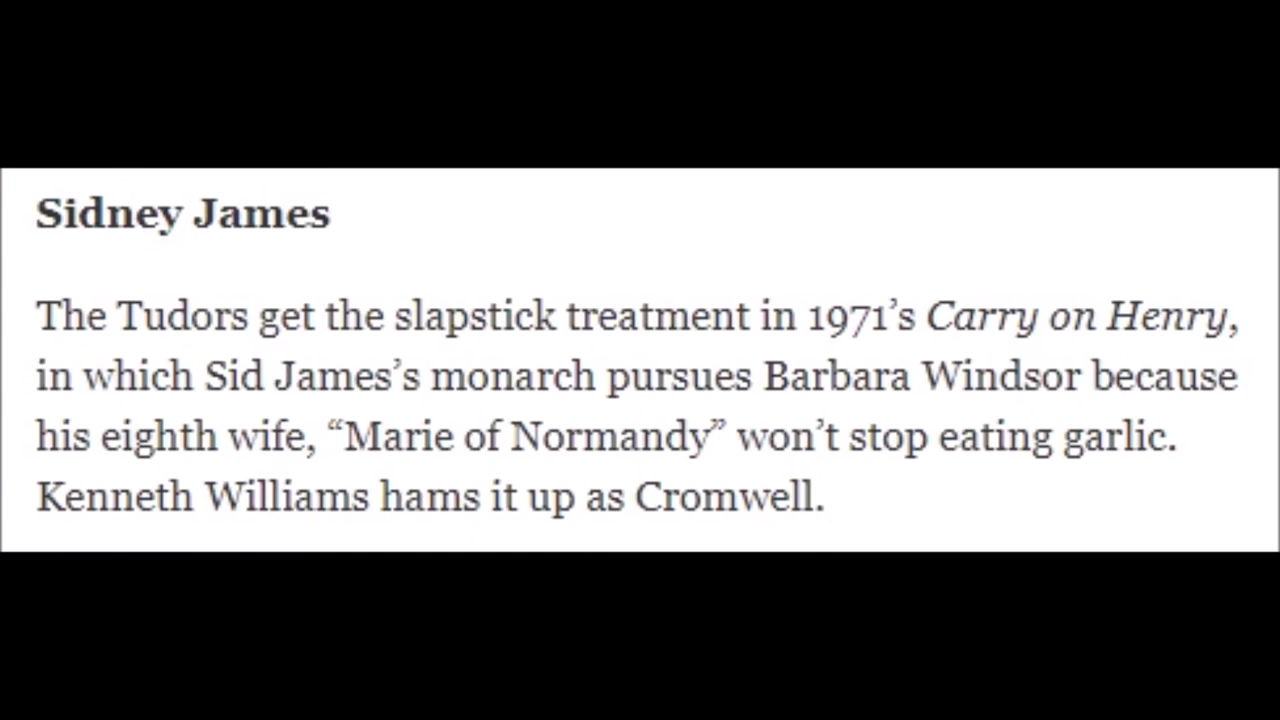 Sidney James
The Tudors get the slapstick treatment in 1971’s Carry on Henry,
in which Sid James’s monarch pursues Barbara Windsor because
his eighth wife, “Marie of Normandy” won’t stop eating garlic.
Kenneth Williams hams it up as Cromwell.